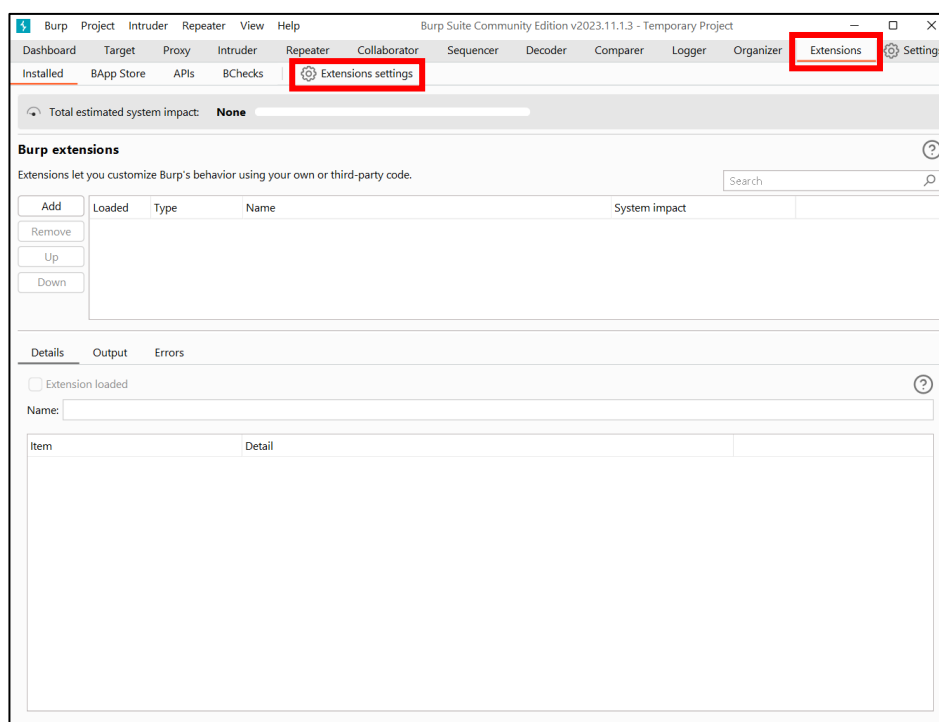 Burp Project Intruder Repeater View Help Burp Suite Community Edition v2023.11.1.3 - Temporary Project
Dashboard Target Proxy Intruder Repeater Collaborator Sequencer Decoder Comparer Logger Organizer Extensions Setting
Installed BApp Store APIs BChecks Extensions settings
Total estimated system impact: None
Burp extensions
Extensions let you customize Burp's behavior using your own or third-party code.
Search
Add Loaded Type Name System impact
Remove
Up
Down
Details Output Errors
Extension loaded
Name:
Item Detail